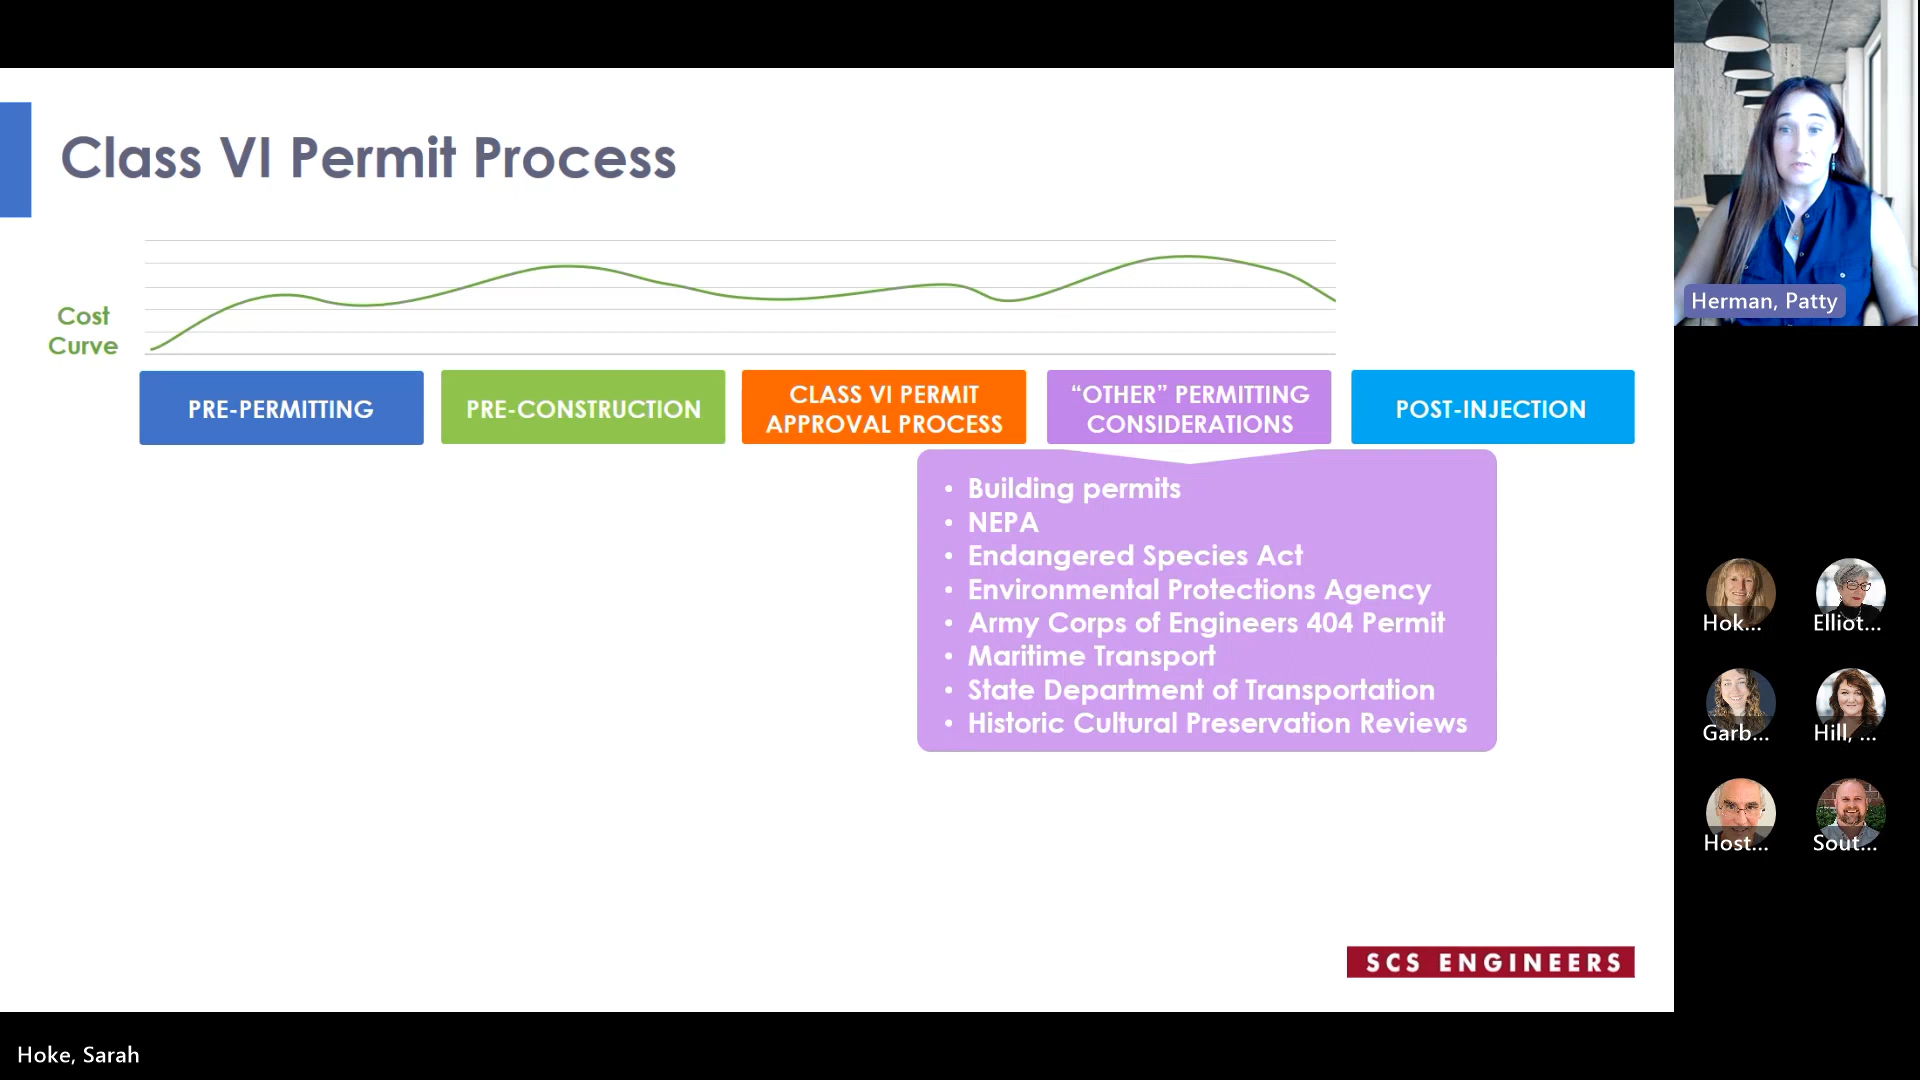 Class VI Permit Process
Cost
Curve
PRE-PERMITTING
PRE-CONSTRUCTION
CLASS VI PERMIT
APPROVAL PROCESS
“OTHER” PERMITTING
CONSIDERATIONS
POST-INJECTION
• Building permits
• NEPA
• Endangered Species Act
• Environmental Protections Agency
• Army Corps of Engineers 404 Permit
• Maritime Transport
• State Department of Transportation
• Historic Cultural Preservation Reviews
SCS ENGINEERS
Herman, Patty
Hok...
Elliot...
Garb...
Hill, ...
Host...
Sout...
Hoke, Sarah